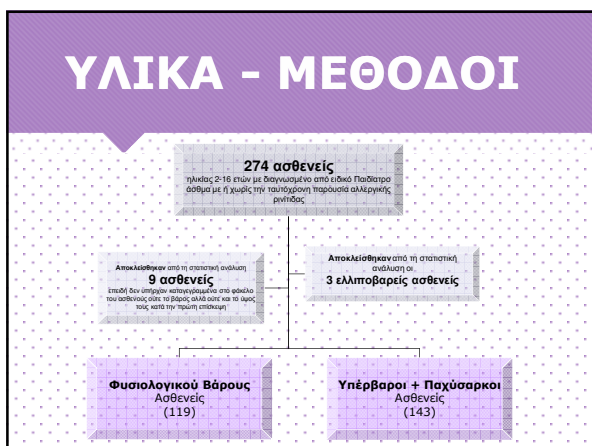 ΥΛΙΚΑ - ΜΕΘΟΔΟΙ
274 ασθενείς
ηλικίας 2-16 ετών με διαγνωσμένο από ειδικό Παιδίατρο
άσθμα με ή χωρίς την ταυτόχρονη παρουσία αλλεργικής
ρινίτιδας
Αποκλείσθηκαν από τη στατιστική ανάλυση
9 ασθενείς
επειδή δεν υπήρχαν καταγεγραμμένα στο φάκελο
του ασθενούς ούτε το βάρος αλλά ούτε και το ύψος
τους κατά την πρώτη επίσκεψη
Αποκλείσθηκαν από τη στατιστική
ανάλυση οι
3 ελλιποβαρείς ασθενείς
Φυσιολογικού Βάρους
Ασθενείς
(119)
Υπέρβαροι + Παχύσαρκοι
Ασθενείς
(143)